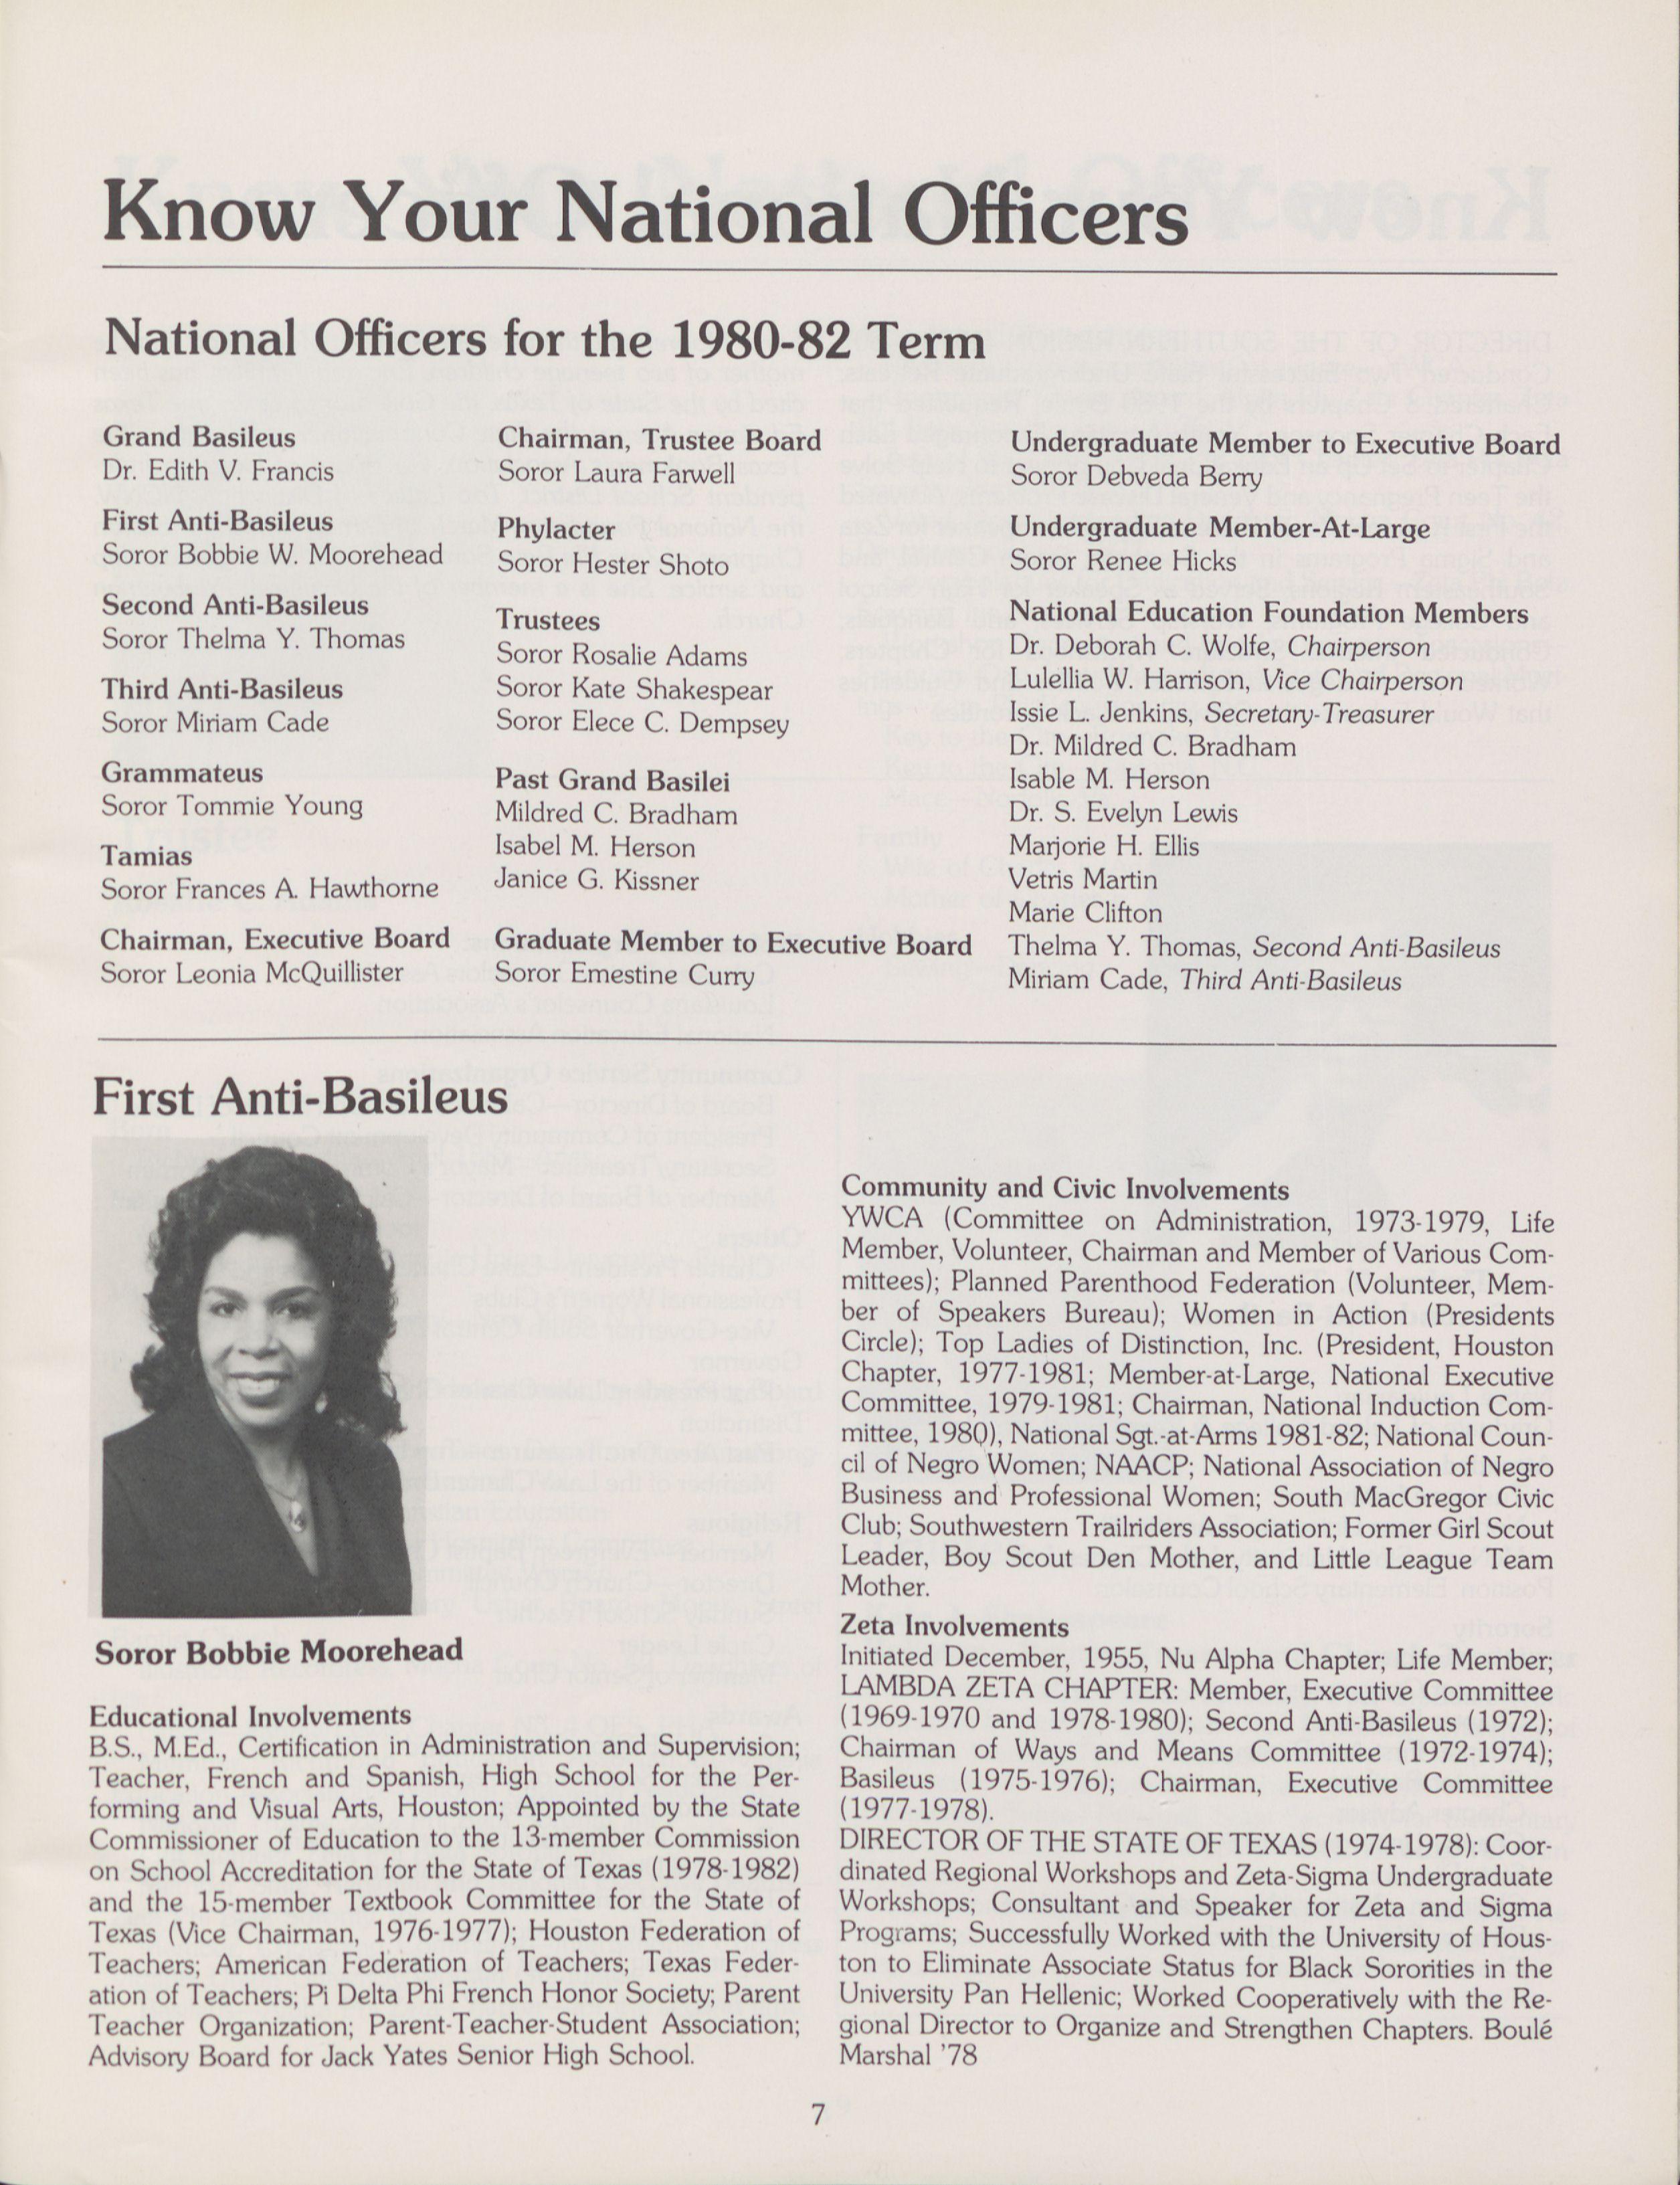 Know Your National Officers
National Officers for the 1980-82 Term
Grand Basileus
Dr. Edith V. Francis
First Anti-Basileus
Soror Bobbie W. Moorehead
Second Anti-Basileus
Soror Thelma Y. Thomas
Third Anti-Basileus
Soror Miriam Cade
Grammateus
Soror Tommie Young
Tamias
Soror Frances A. Hawthorne
Chairman, Executive Board
Soror Leonia McQuillister
Chairman, Trustee Board
Soror Laura Farwell
Phylacter
Soror Hester Shoto
Trustees
Soror Rosalie Adams
Soror Kate Shakespear
Soror Elece C. Dempsey
Past Grand Basilei
Mildred C. Bradham
Isabel M. Herson
Janice G. Kissner
Graduate Member to Executive Board
Soror Emestine Curry
Undergraduate Member to Executive Board
Soror Debveda Berry
Undergraduate Member-At-Large
Soror Renee Hicks
National Education Foundation Members
Dr. Deborah C. Wolfe, Chairperson
Lulellia W. Harrison, Vice Chairperson
Issie L. Jenkins, Secretary-Treasurer
Dr. Mildred C. Bradham
Isable M. Herson
Dr. S. Evelyn Lewis
Marjorie H. Ellis
Vetris Martin
Marie Clifton
Thelma Y. Thomas, Second Anti-Basileus
Miriam Cade, Third Anti-Basileus
First Anti-Basileus
Soror Bobbie Moorehead
Educational Involvements
B.S., M.Ed., Certification in Administration and Supervision;
Teacher, French and Spanish, High School for the Per-
forming and Visual Arts, Houston; Appointed by the State
Commissioner of Education to the 13-member Commission
on School Accreditation for the State of Texas (1978-1982)
and the 15-member Textbook Committee for the State of
Texas (Vice Chairman, 1976-1977); Houston Federation of
Teachers; American Federation of Teachers; Texas Feder-
ation of Teachers; Pi Delta Phi French Honor Society; Parent
Teacher Organization; Parent-Teacher-Student Association;
Advisory Board for Jack Yates Senior High School.
Community and Civic Involvements
YWCA (Committee on Administration, 1973-1979, Life
Member, Volunteer, Chairman and Member of Various Com-
mittees); Planned Parenthood Federation (Volunteer, Mem-
ber of Speakers Bureau); Women in Action (Presidents
Circle); Top Ladies of Distinction, Inc. (President, Houston
Chapter, 1977-1981; Member-at-Large, National Executive
Committee, 1979-1981; Chairman, National Induction Com-
mittee, 1980), National Sgt.-at-Arms 1981-82; National Coun-
cil of Negro Women; NAACP; National Association of Negro
Business and Professional Women; South MacGregor Civic
Club; Southwestern Trailriders Association; Former Girl Scout
Leader, Boy Scout Den Mother, and Little League Team
Mother.
Zeta Involvements
Initiated December, 1955, Nu Alpha Chapter; Life Member;
LAMBDA ZETA CHAPTER: Member, Executive Committee
(1969-1970 and 1978-1980); Second Anti-Basileus (1972);
Chairman of Ways and Means Committee (1972-1974);
Basileus (1975-1976); Chairman, Executive Committee
(1977-1978).
DIRECTOR OF THE STATE OF TEXAS (1974-1978): Coor-
dinated Regional Workshops and Zeta-Sigma Undergraduate
Workshops; Consultant and Speaker for Zeta and Sigma
Programs; Successfully Worked with the University of Hous-
ton to Eliminate Associate Status for Black Sororities in the
University Pan Hellenic; Worked Cooperatively with the Re-
gional Director to Organize and Strengthen Chapters. Boulé
Marshal '78
7